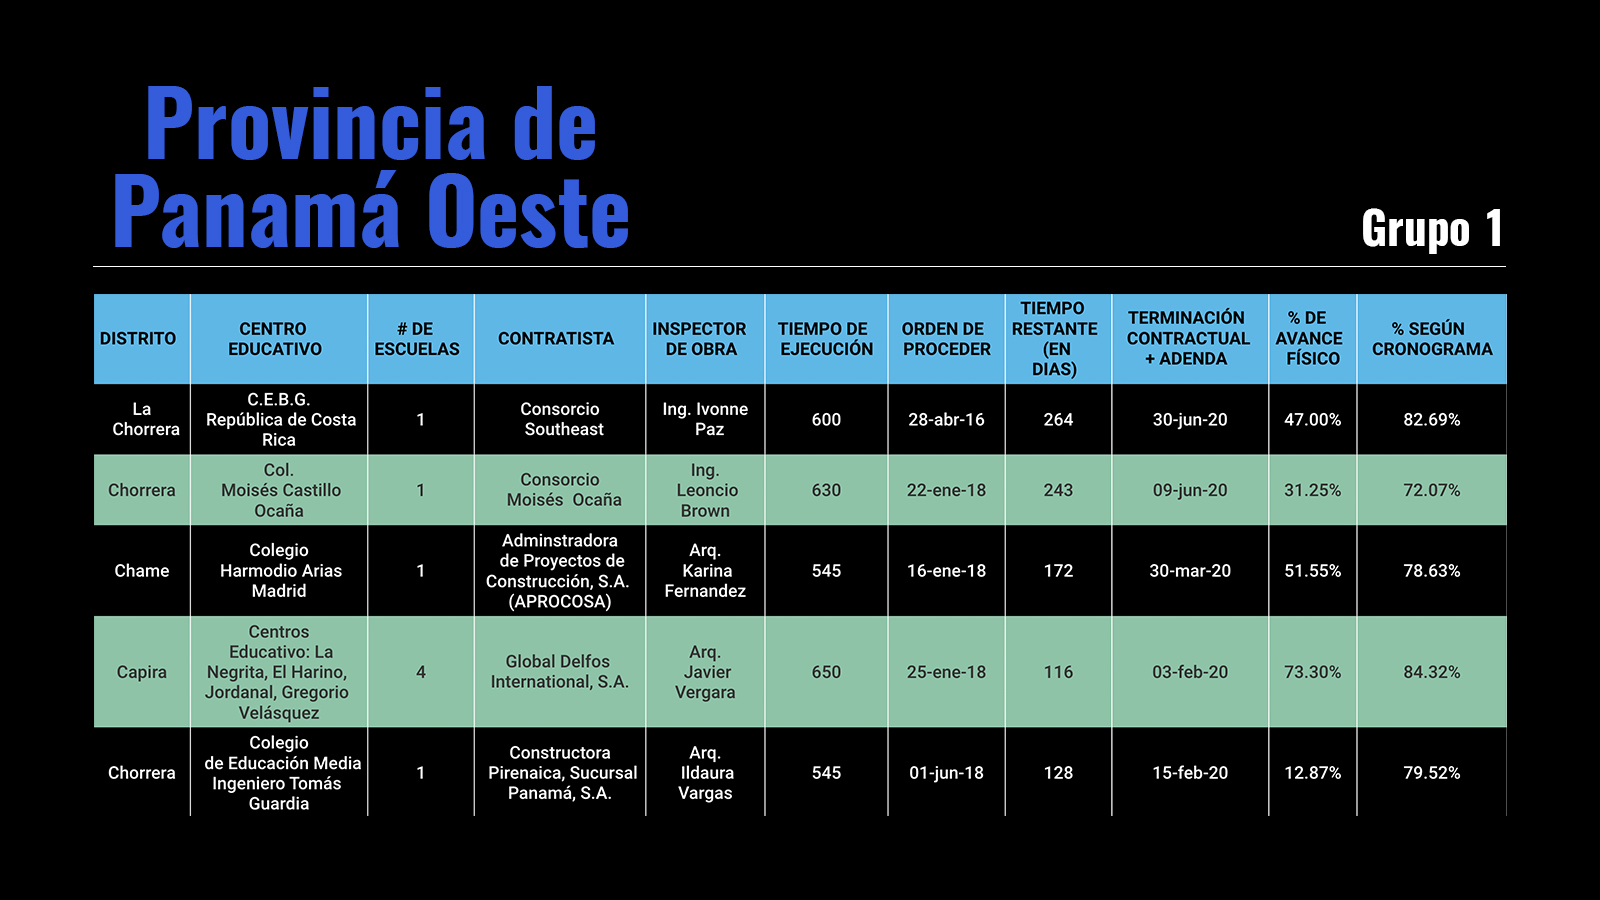 Provincia de
Panamá Oeste
Grupo 1
DISTRITO
CENTRO
EDUCATIVO
# DE
ESCUELAS
CONTRATISTA
INSPECTOR
DE OBRA
TIEMPO DE
EJECUCIÓN
ORDEN DE
PROCEDER
TIEMPO
RESTANTE
(EN
DIAS)
TERMINACIÓN
CONTRACTUAL
+ ADENDA
% DE
AVANCE
FÍSICO
% SEGÚN
CRONOGRAMA
La
Chorrera
C.E.B.G.
República de Costa
Rica
1
Consorcio
Southeast
Ing. Ivonne
Paz
600
28-abr-16
264
30-jun-20
47.00%
82.69%
Chorrera
Col.
Moisés Castillo
Ocaña
1
Consorcio
Moisés  Ocaña
Ing.
Leoncio
Brown
630
22-ene-18
243
09-jun-20
31.25%
72.07%
Chame
Colegio
Harmodio Arias
Madrid
1
Adminstradora
de Proyectos de
Construcción, S.A.
(APROCOSA)
Arq.
Karina
Fernandez
545
16-ene-18
172
30-mar-20
51.55%
78.63%
Capira
Centros
Educativo: La
Negrita, El Harino,
Jordanal, Gregorio
Velásquez
4
Global Delfos
International, S.A.
Arq.
Javier
Vergara
650
25-ene-18
116
03-feb-20
73.30%
84.32%
Chorrera
Colegio
de Educación Media
Ingeniero Tomás
Guardia
1
Constructora
Pirenaica, Sucursal
Panamá, S.A.
Arq.
Ildaura
Vargas
545
01-jun-18
128
15-feb-20
12.87%
79.52%